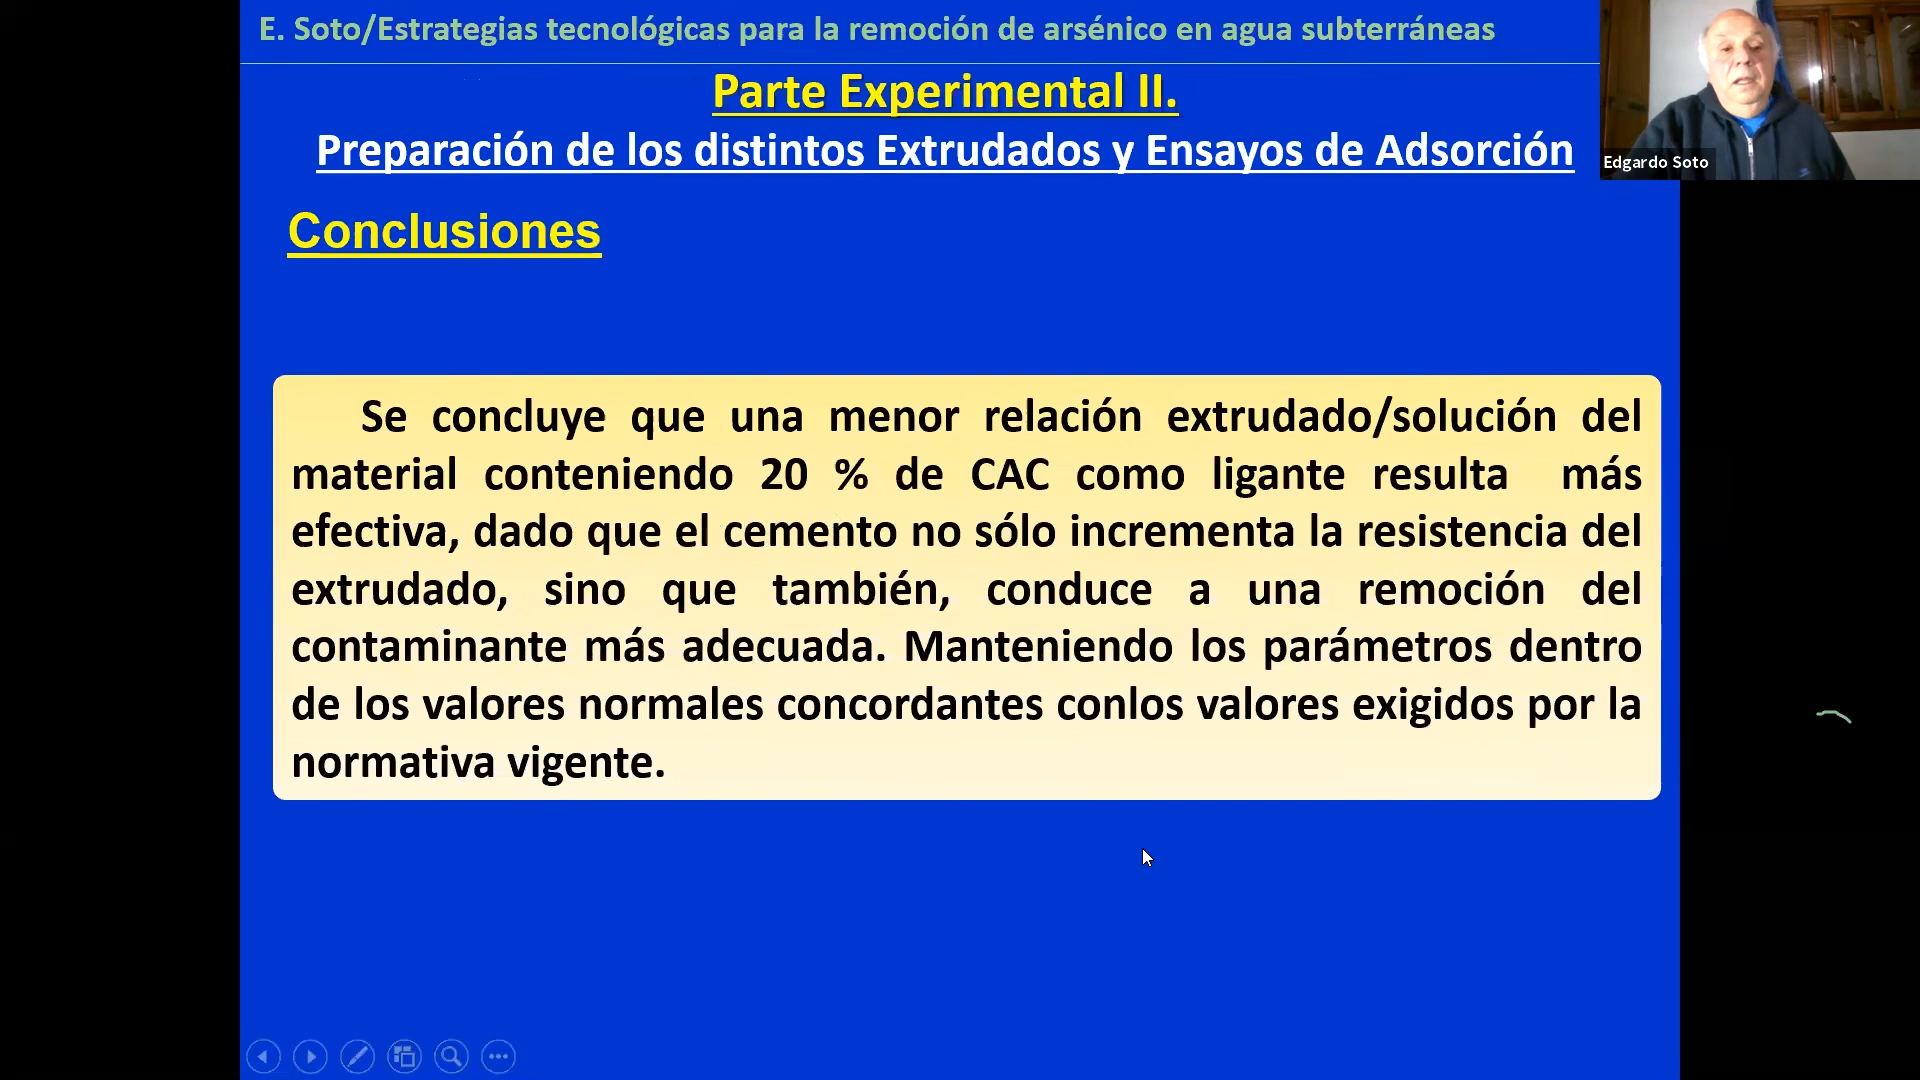 E. Soto/Estrategias tecnológicas para la remoción de arsénico en agua subterráneas
Parte Experimental II.
Preparación de los distintos Extrudados y Ensayos de Adsorción
Edgardo Soto
Conclusiones
Se concluye que una menor relación extrudado/solución del
material conteniendo 20 % de CAC como ligante resulta más
efectiva, dado que el cemento no sólo incrementa la resistencia del
extrudado, sino que también, conduce a una remoción del
contaminante más adecuada. Manteniendo los parámetros dentro
de los valores normales concordantes conlos valores exigidos por la
normativa vigente.